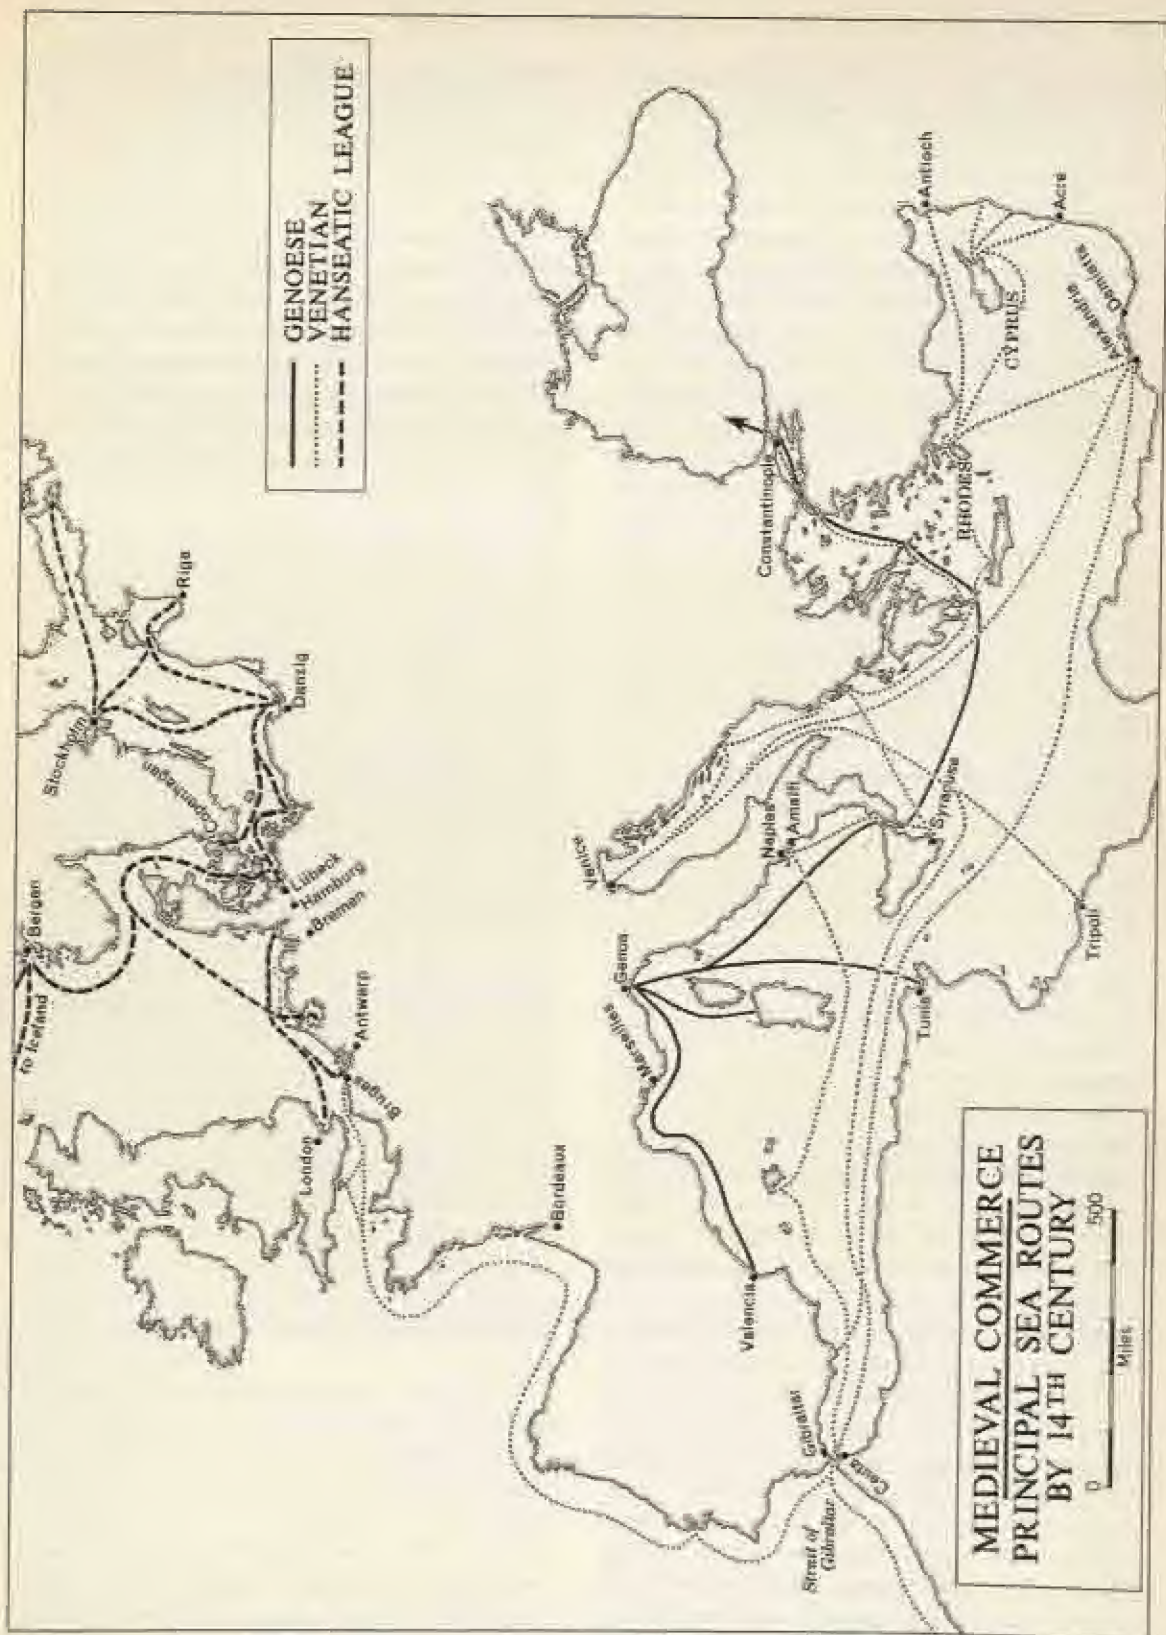 GENOESE
VENETIAN
HANSEATIC LEAGUE
to Iceland
Bergen
Stockholm
Riga
Copenhagen
Danzig
Lübeck
Hamburg
Bremen
London
Bruges
Antwerp
Bordeaux
Venice
Genoa
Marseilles
Constantinople
Naples
Amalfi
Valencia
Gibraltar
Ceuta
Strait of
Gibraltar
Syracuse
Tunis
Tripoli
RHODES
CYPRUS
Antioch
Acre
Damietta
Alexandria
MEDIEVAL COMMERCE
PRINCIPAL SEA ROUTES
BY 14TH CENTURY
0 500
Miles